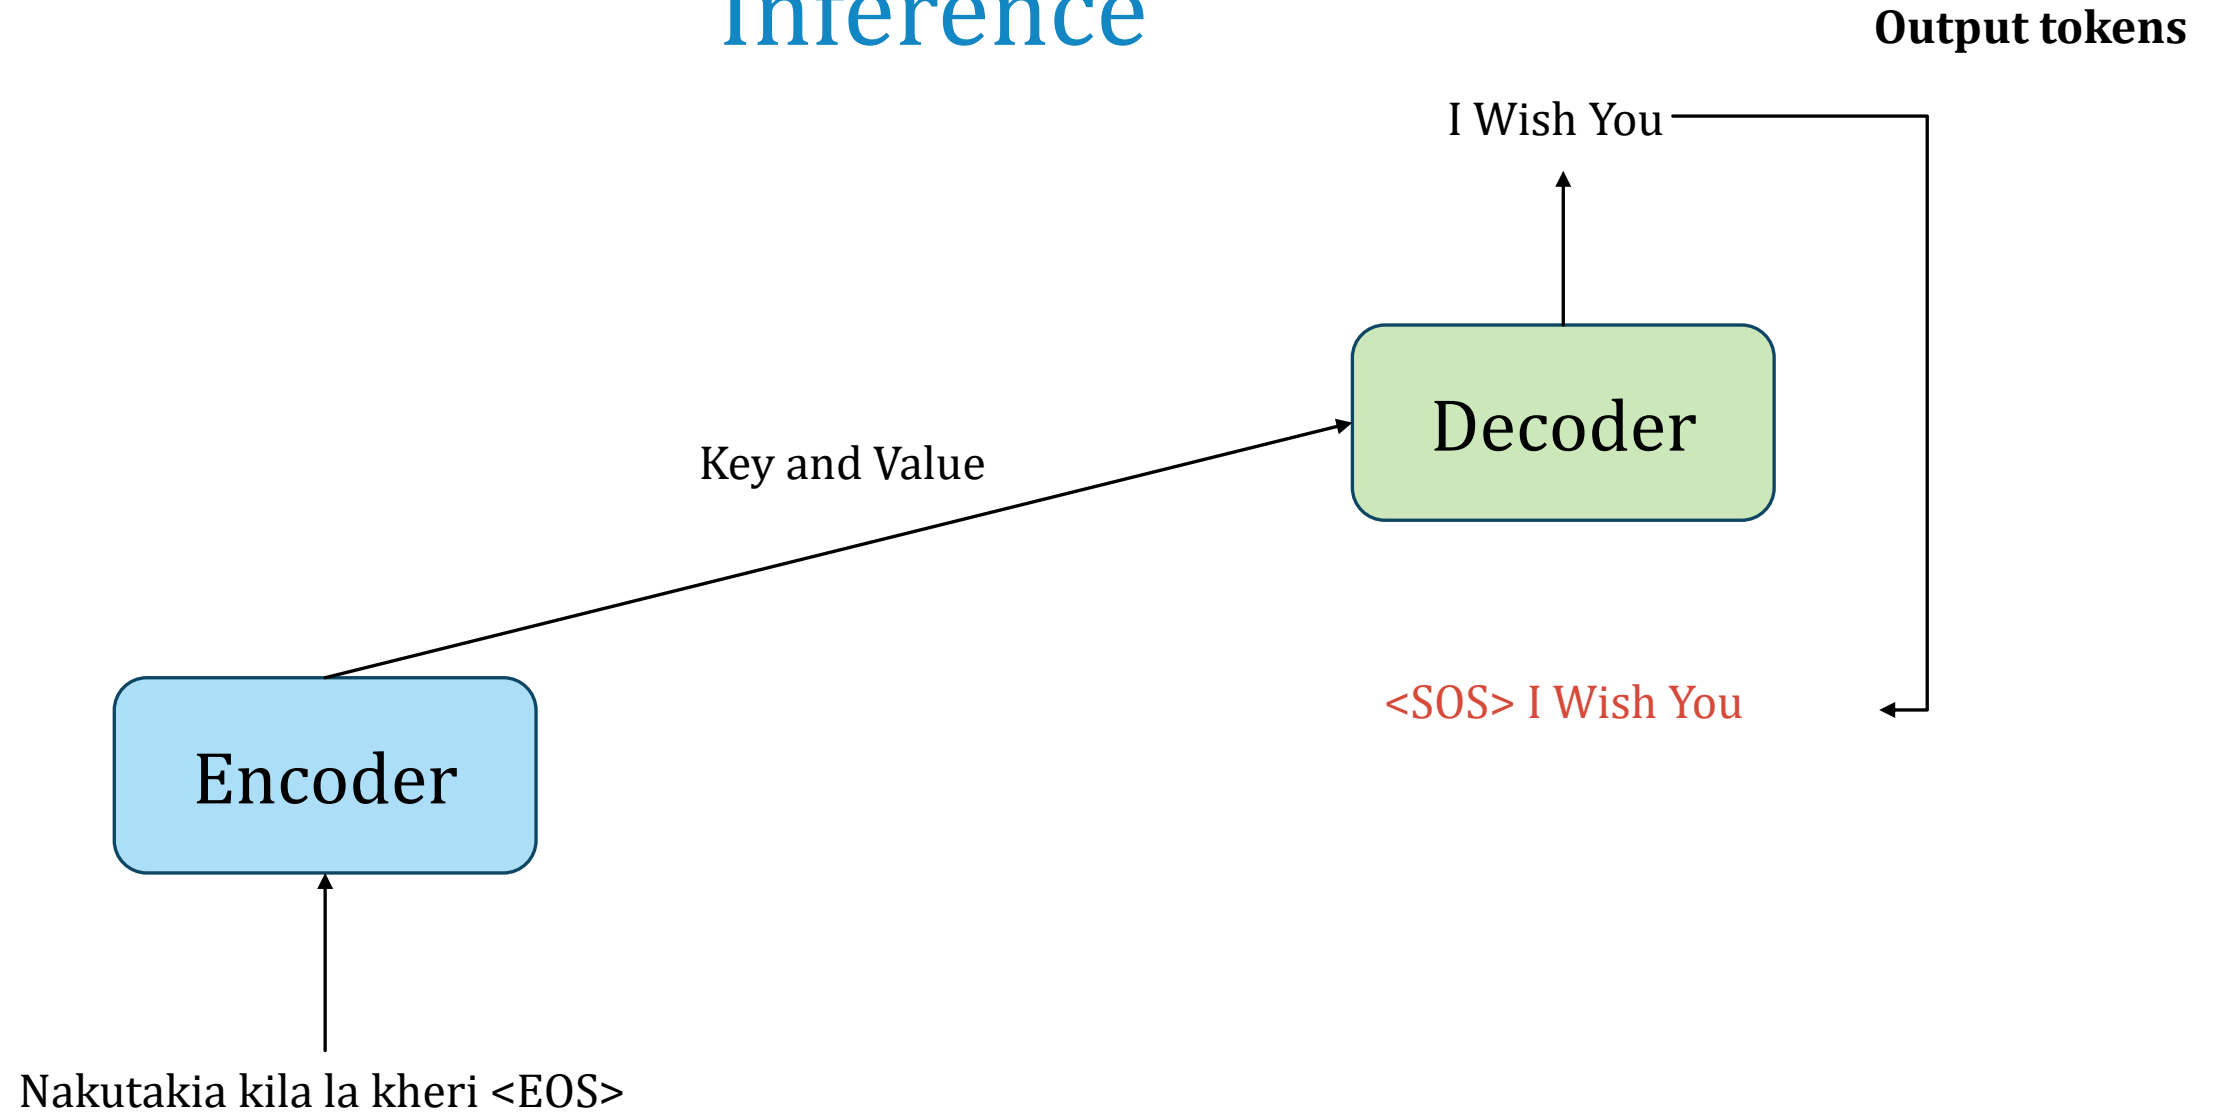 Inference
Output tokens
I Wish You
Decoder
Key and Value
<SOS> I Wish You
Encoder
Nakutakia kila la kheri <EOS>